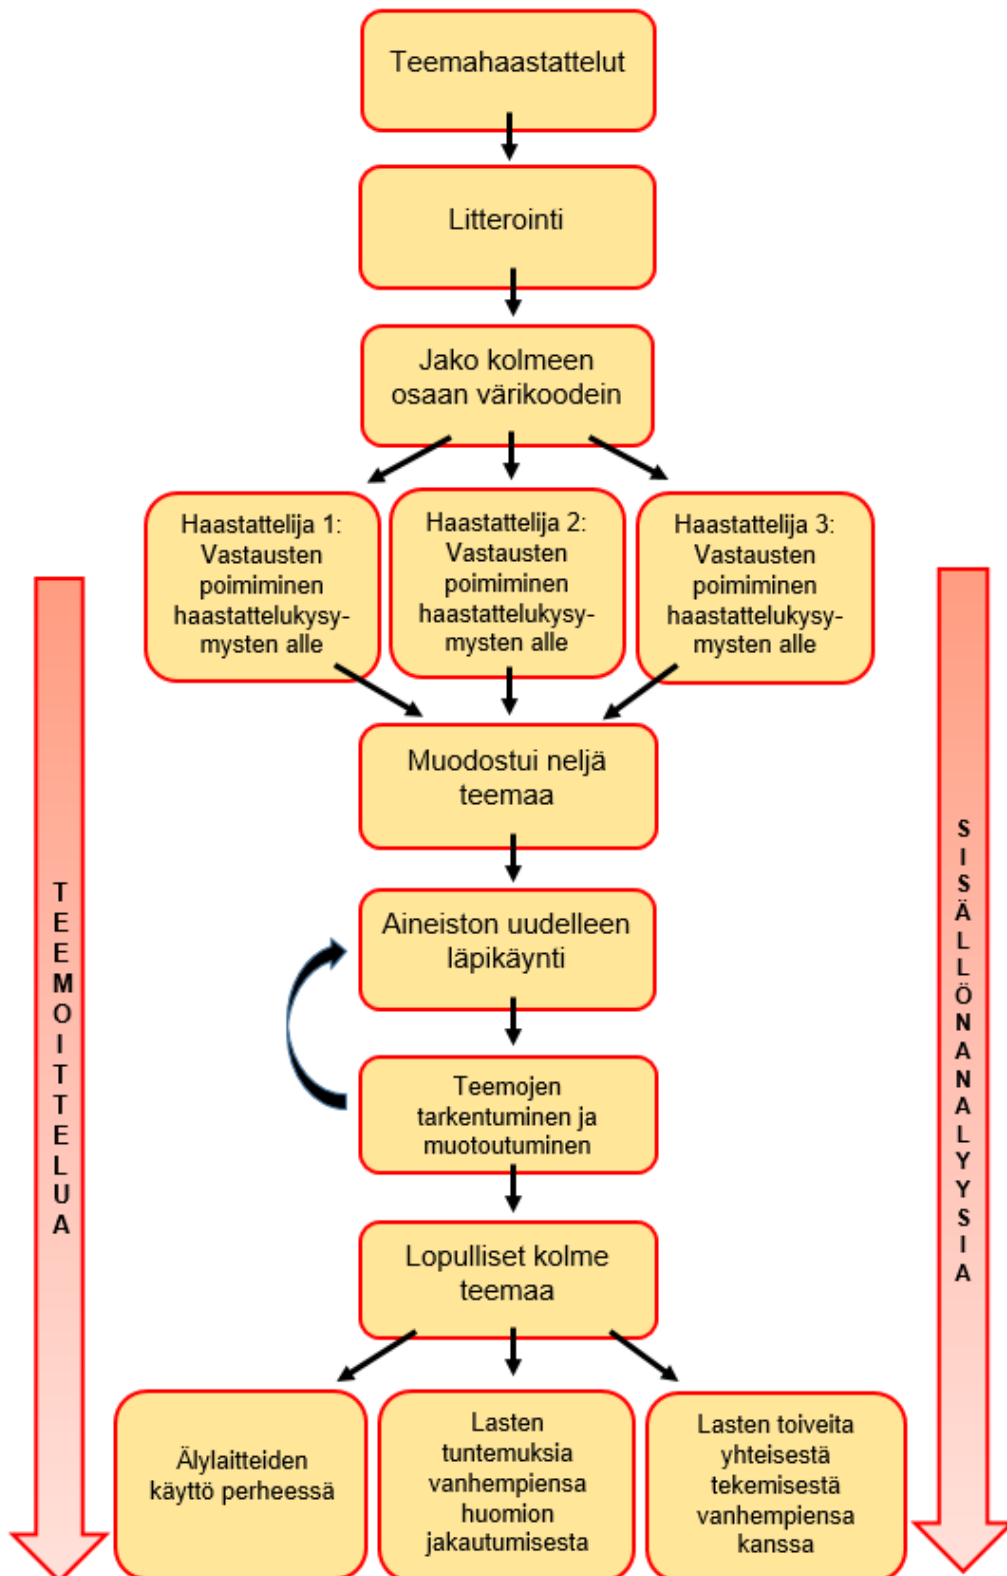 Teemahaastattelut
Litterointi
Jako kolmeen
osaan värikoodein
Haastattelija 1:
Vastausten
poimiminen
haastattelukysy-
mysten alle
Haastattelija 2:
Vastausten
poimiminen
haastattelukysy-
mysten alle
Haastattelija 3:
Vastausten
poimiminen
haastattelukysy-
mysten alle
Muodostui neljä
teemaa
Aineiston uudelleen
läpikäynti
Teemojen
tarkentuminen ja
muotoutuminen
Lopulliset kolme
teemaa
Älylaitteiden
käyttö perheessä
Lasten
tuntemuksia
vanhempiensa
huomion
jakautumisesta
Lasten toiveita
yhteisestä
tekemisestä
vanhempiensa
kanssa
TEEMOITTELUA
SISÄLLÖNANALYYSIA